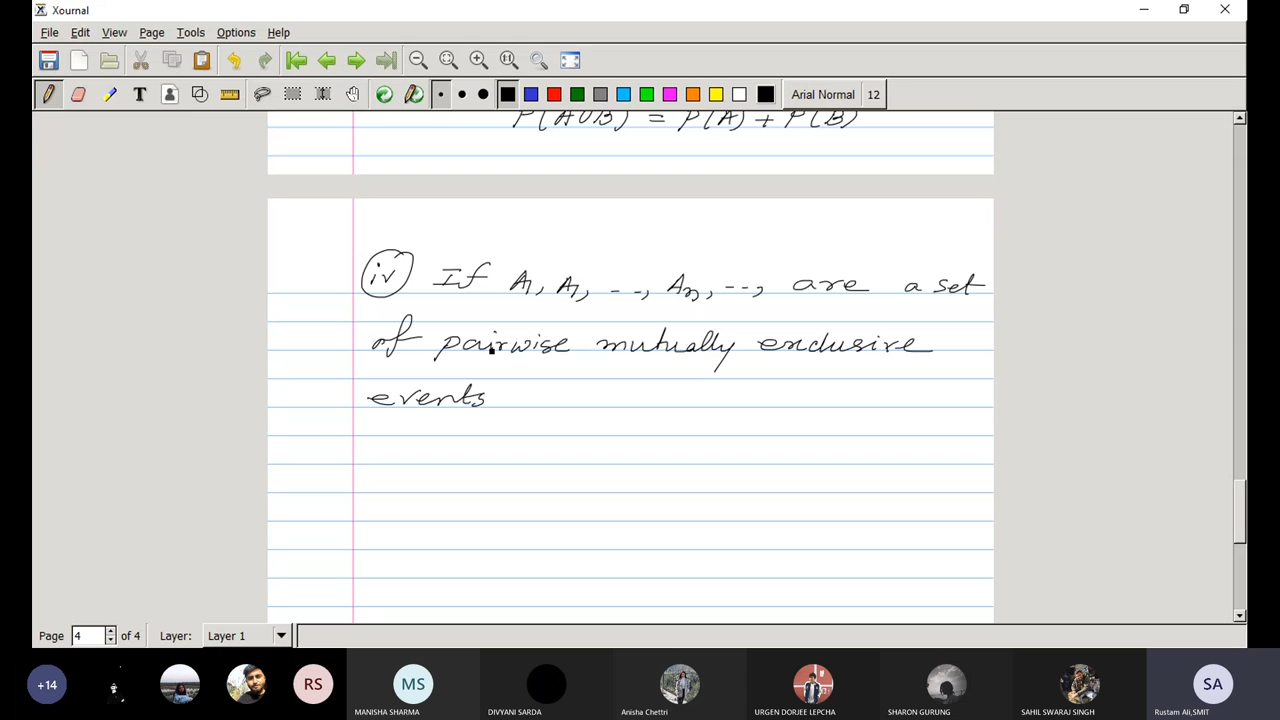 Xournal
File Edit View Page Tools Options Help
Arial Normal 12
P(A∪B) = P(A) + P(B)
(iv) If A1, A2, ---, An, ---, are a set
of pairwise mutually exclusive
events
Page 4 of 4 Layer: Layer 1
+14 RS MS SA
MANISHA SHARMA DIVYANI SARDA Anisha Chettri URGEN DORJEE LEPCHA SHARON GURUNG SAHIL SWARAJ SINGH Rustam Ali,SMIT